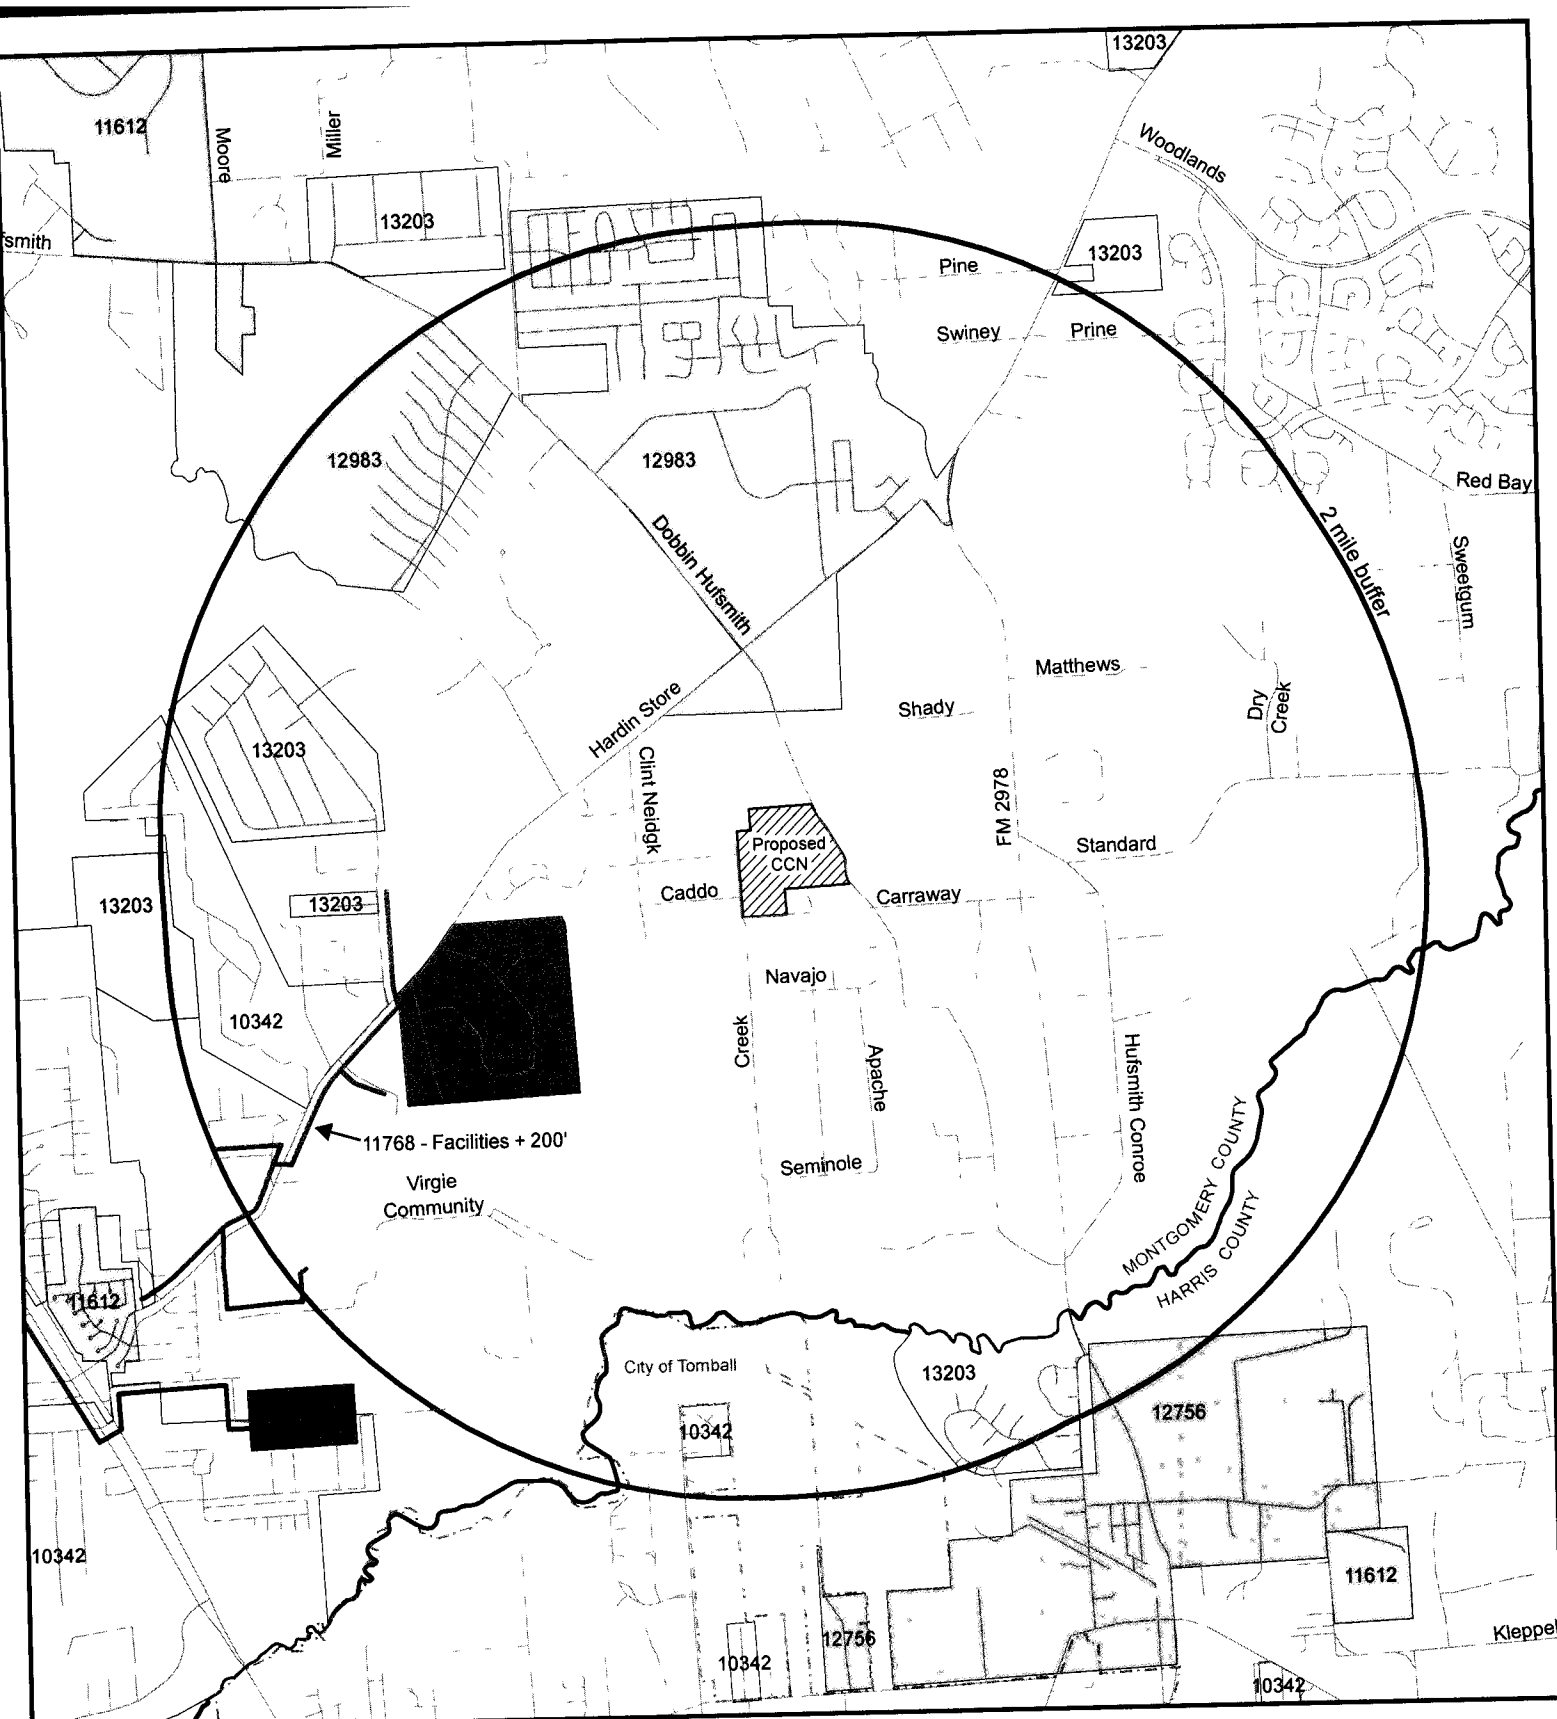 13203
11612
Moore
Miller
Woodlands
13203
fsmith
13203
Pine
Swiney
Prine
12983
12983
Red Bay
2 mile buffer
Sweetgum
Dobbin Hufsmith
Matthews
Shady
Dry
Creek
Hardin Store
13203
Clint Neidgk
FM 2978
Proposed
CCN
Standard
Caddo
Carraway
13203
13203
Navajo
10342
Creek
Apache
Hufsmith Conroe
11768 - Facilities + 200'
Seminole
Virgie
Community
MONTGOMERY COUNTY
HARRIS COUNTY
11612
City of Tomball
13203
12756
10342
10342
11612
12756
10342
Kleppel
10342